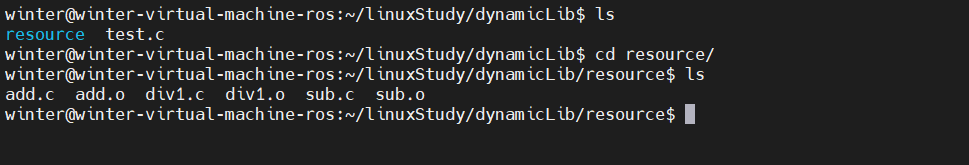 winter@winter-virtual-machine-ros:~/linuxStudy/dynamicLib$ ls
resource  test.c
winter@winter-virtual-machine-ros:~/linuxStudy/dynamicLib$ cd resource/
winter@winter-virtual-machine-ros:~/linuxStudy/dynamicLib/resource$ ls
add.c  add.o  div1.c  div1.o  sub.c  sub.o
winter@winter-virtual-machine-ros:~/linuxStudy/dynamicLib/resource$